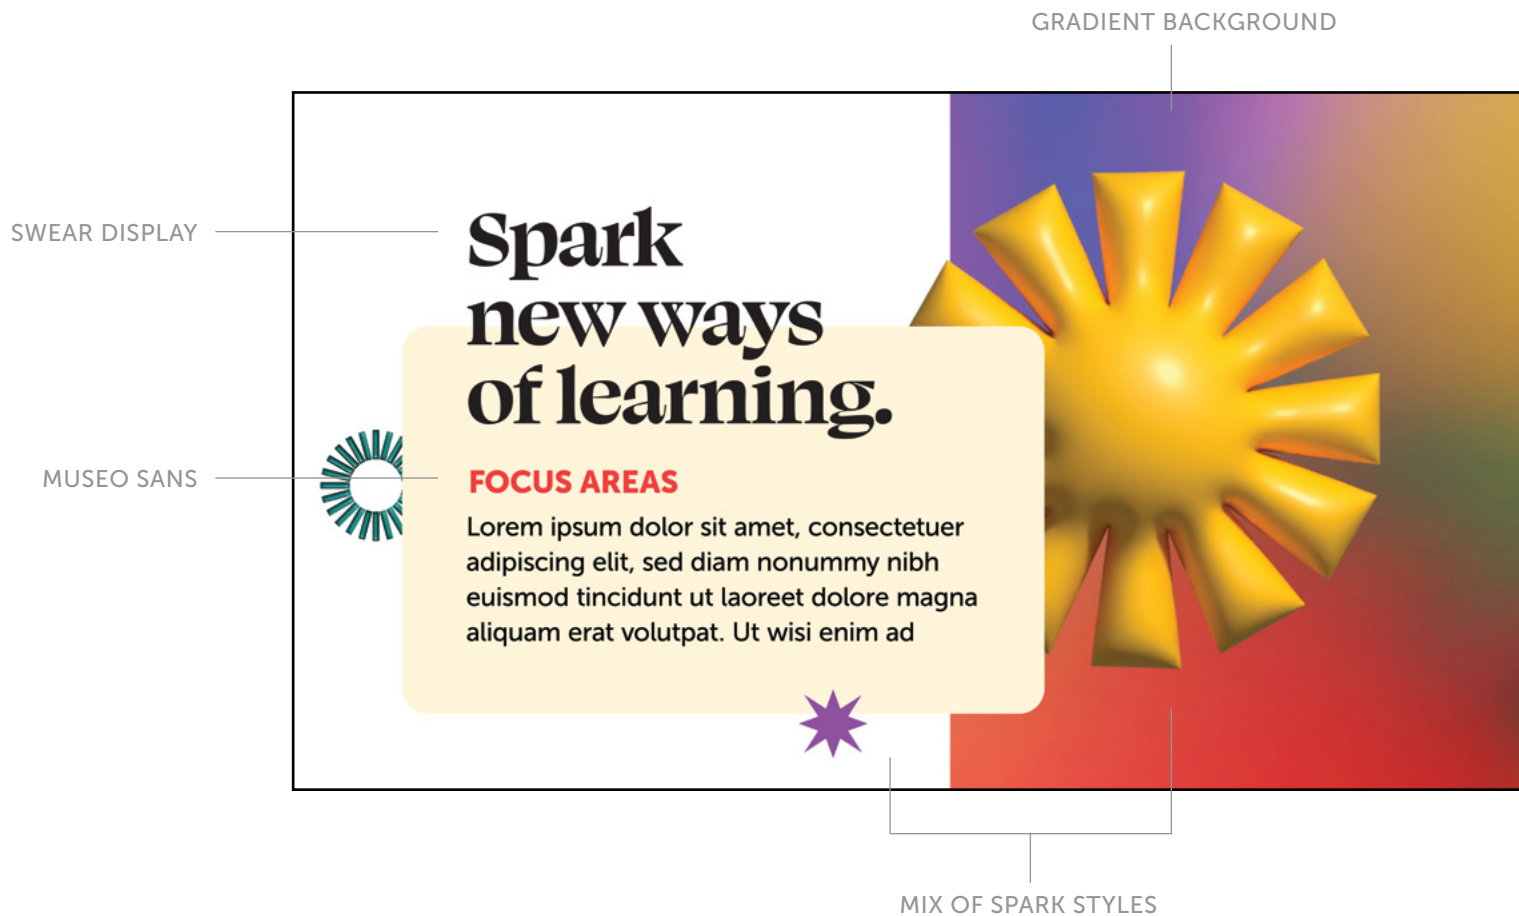 GRADIENT BACKGROUND
SWEAR DISPLAY
Spark
new ways
of learning.
MUSEO SANS
FOCUS AREAS
Lorem ipsum dolor sit amet, consectetuer
adipiscing elit, sed diam nonummy nibh
euismod tincidunt ut laoreet dolore magna
aliquam erat volutpat. Ut wisi enim ad
MIX OF SPARK STYLES